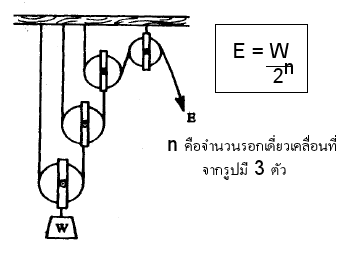 E = W
2ⁿ
E
n คือจำนวนรอกเดี่ยวเคลื่อนที่
จากรูปมี 3 ตัว
W